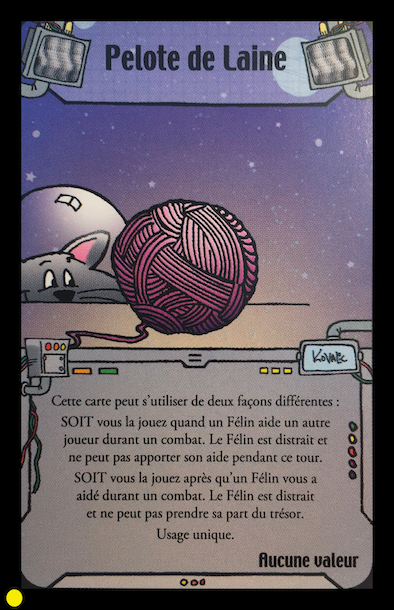 Pelote de Laine
KOVALIC
Cette carte peut s'utiliser de deux façons différentes :
SOIT vous la jouez quand un Félin aide un autre
joueur durant un combat. Le Félin est distrait et
ne peut pas apporter son aide pendant ce tour.
SOIT vous la jouez après qu'un Félin vous a
aidé durant un combat. Le Félin est distrait
et ne peut pas prendre sa part du trésor.
Usage unique.
Aucune valeur